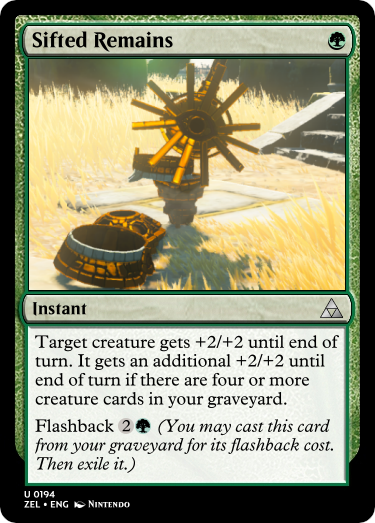 Sifted Remains
Instant
Target creature gets +2/+2 until end of
turn. It gets an additional +2/+2 until
end of turn if there are four or more
creature cards in your graveyard.
Flashback 2 (You may cast this card
from your graveyard for its flashback cost.
Then exile it.)
U 0194
ZEL • ENG Nintendo